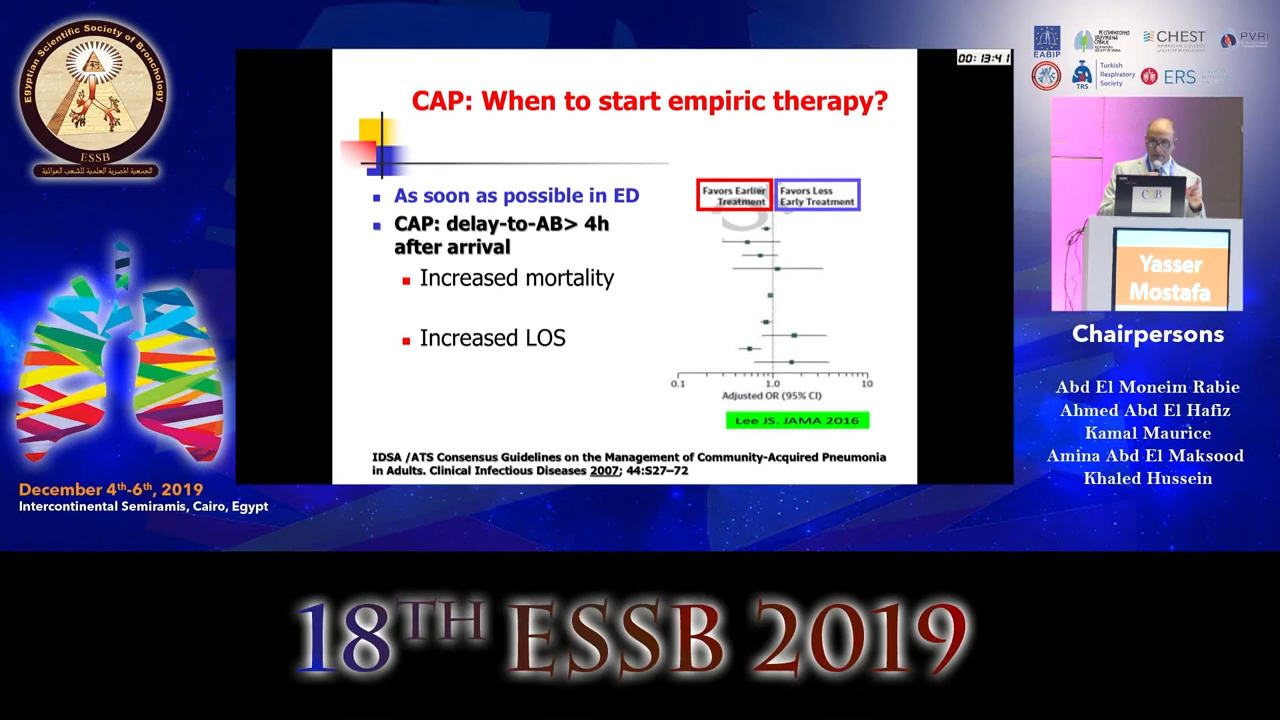 Egyptian Scientific Society of Bronchology
ESSB
الجمعية المصرية العلمية للشعب الهوائية
December 4th-6th, 2019
Intercontinental Semiramis, Cairo, Egypt
00:13:41
CAP: When to start empiric therapy?
As soon as possible in ED
CAP: delay-to-AB> 4h
after arrival
Increased mortality
Increased LOS
Favors Earlier
Treatment
Favors Less
Early Treatment
0.1 1.0 10
Adjusted OR (95% CI)
Lee JS. JAMA 2016
IDSA /ATS Consensus Guidelines on the Management of Community-Acquired Pneumonia
in Adults. Clinical Infectious Diseases 2007; 44:S27–72
EABIP
CHEST
PVRI
TRS
Turkish
Respiratory
Society
ERS
Yasser
Mostafa
Chairpersons
Abd El Moneim Rabie
Ahmed Abd El Hafiz
Kamal Maurice
Amina Abd El Maksood
Khaled Hussein
18TH ESSB 2019